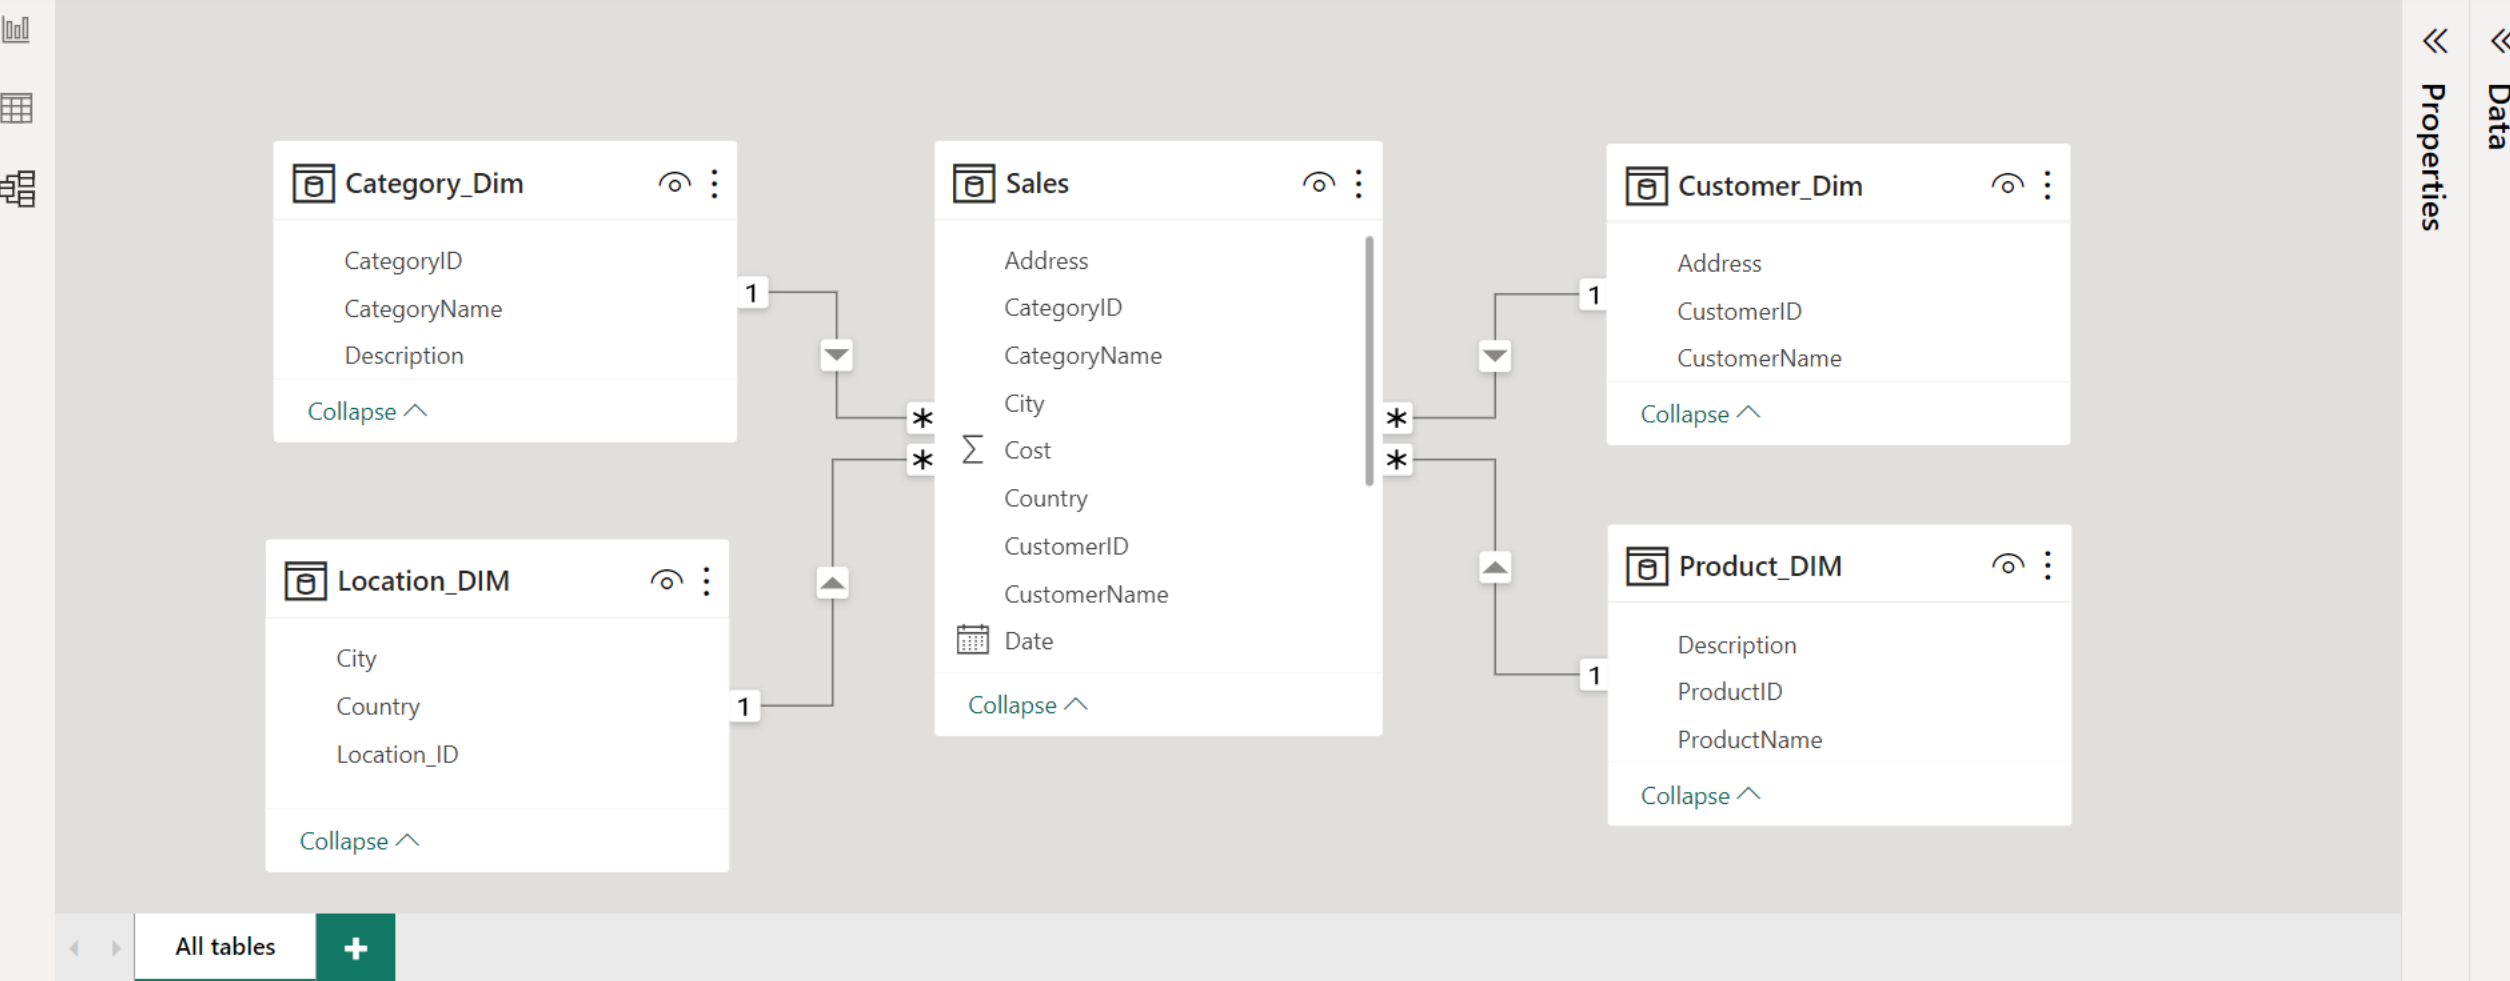 Category_Dim
CategoryID
CategoryName
Description
Collapse
1
*
Location_DIM
City
Country
Location_ID
Collapse
1
*
Sales
Address
CategoryID
CategoryName
City
Cost
Country
CustomerID
CustomerName
Date
Collapse
*
1
Customer_Dim
Address
CustomerID
CustomerName
Collapse
*
1
Product_DIM
Description
ProductID
ProductName
Collapse
Properties
Data
All tables